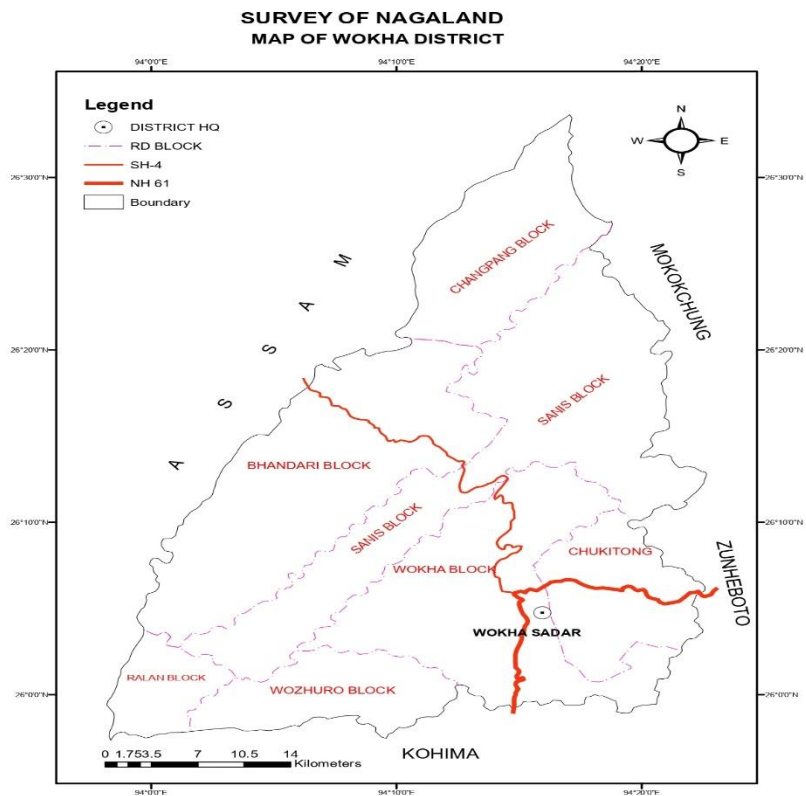 SURVEY OF NAGALAND
MAP OF WOKHA DISTRICT
94°0'0"E 94°10'0"E 94°20'0"E
Legend
DISTRICT HQ
RD BLOCK
SH-4
NH 61
Boundary
N
W E
S
26°30'0"N 26°30'0"N
CHANGPANG BLOCK
MOKOKCHUNG
ASSAM
26°20'0"N 26°20'0"N
SANIS BLOCK
BHANDARI BLOCK
26°10'0"N 26°10'0"N
SANIS BLOCK
CHUKITONG
WOKHA BLOCK
ZUNHEBOTO
WOKHA SADAR
RALAN BLOCK
WOZHURO BLOCK
26°0'0"N 26°0'0"N
KOHIMA
0 1.753.5 7 10.5 14
Kilometers
94°0'0"E 94°10'0"E 94°20'0"E